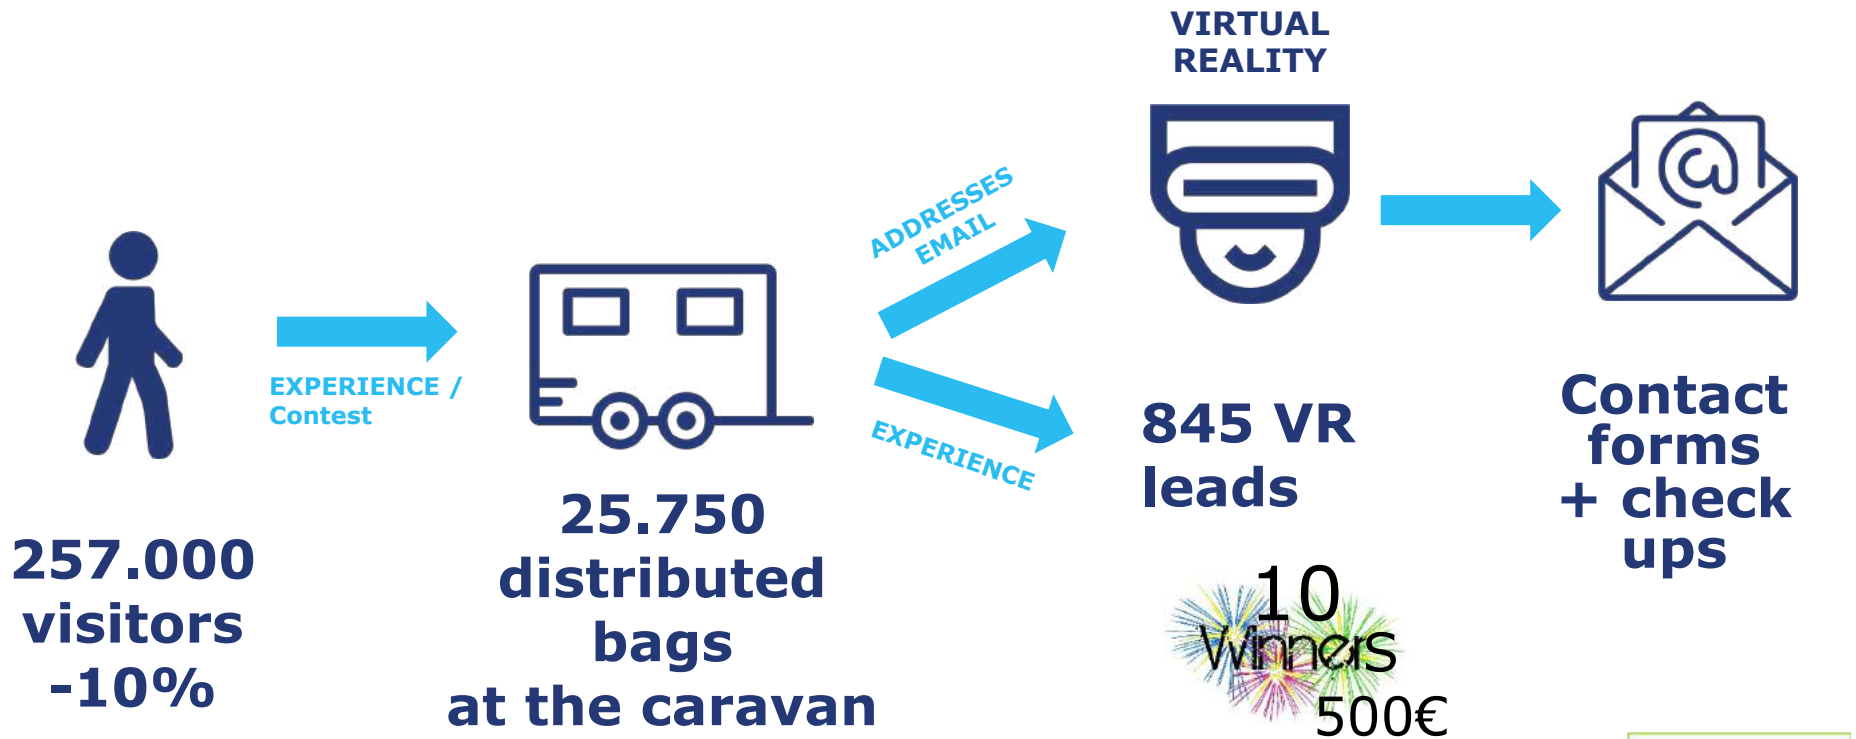 257.000
visitors
-10%
EXPERIENCE /
Contest
25.750
distributed
bags
at the caravan
ADDRESSES
EMAIL
EXPERIENCE
VIRTUAL
REALITY
845 VR
leads
10
Winners
500€
Contact
forms
+ check
ups